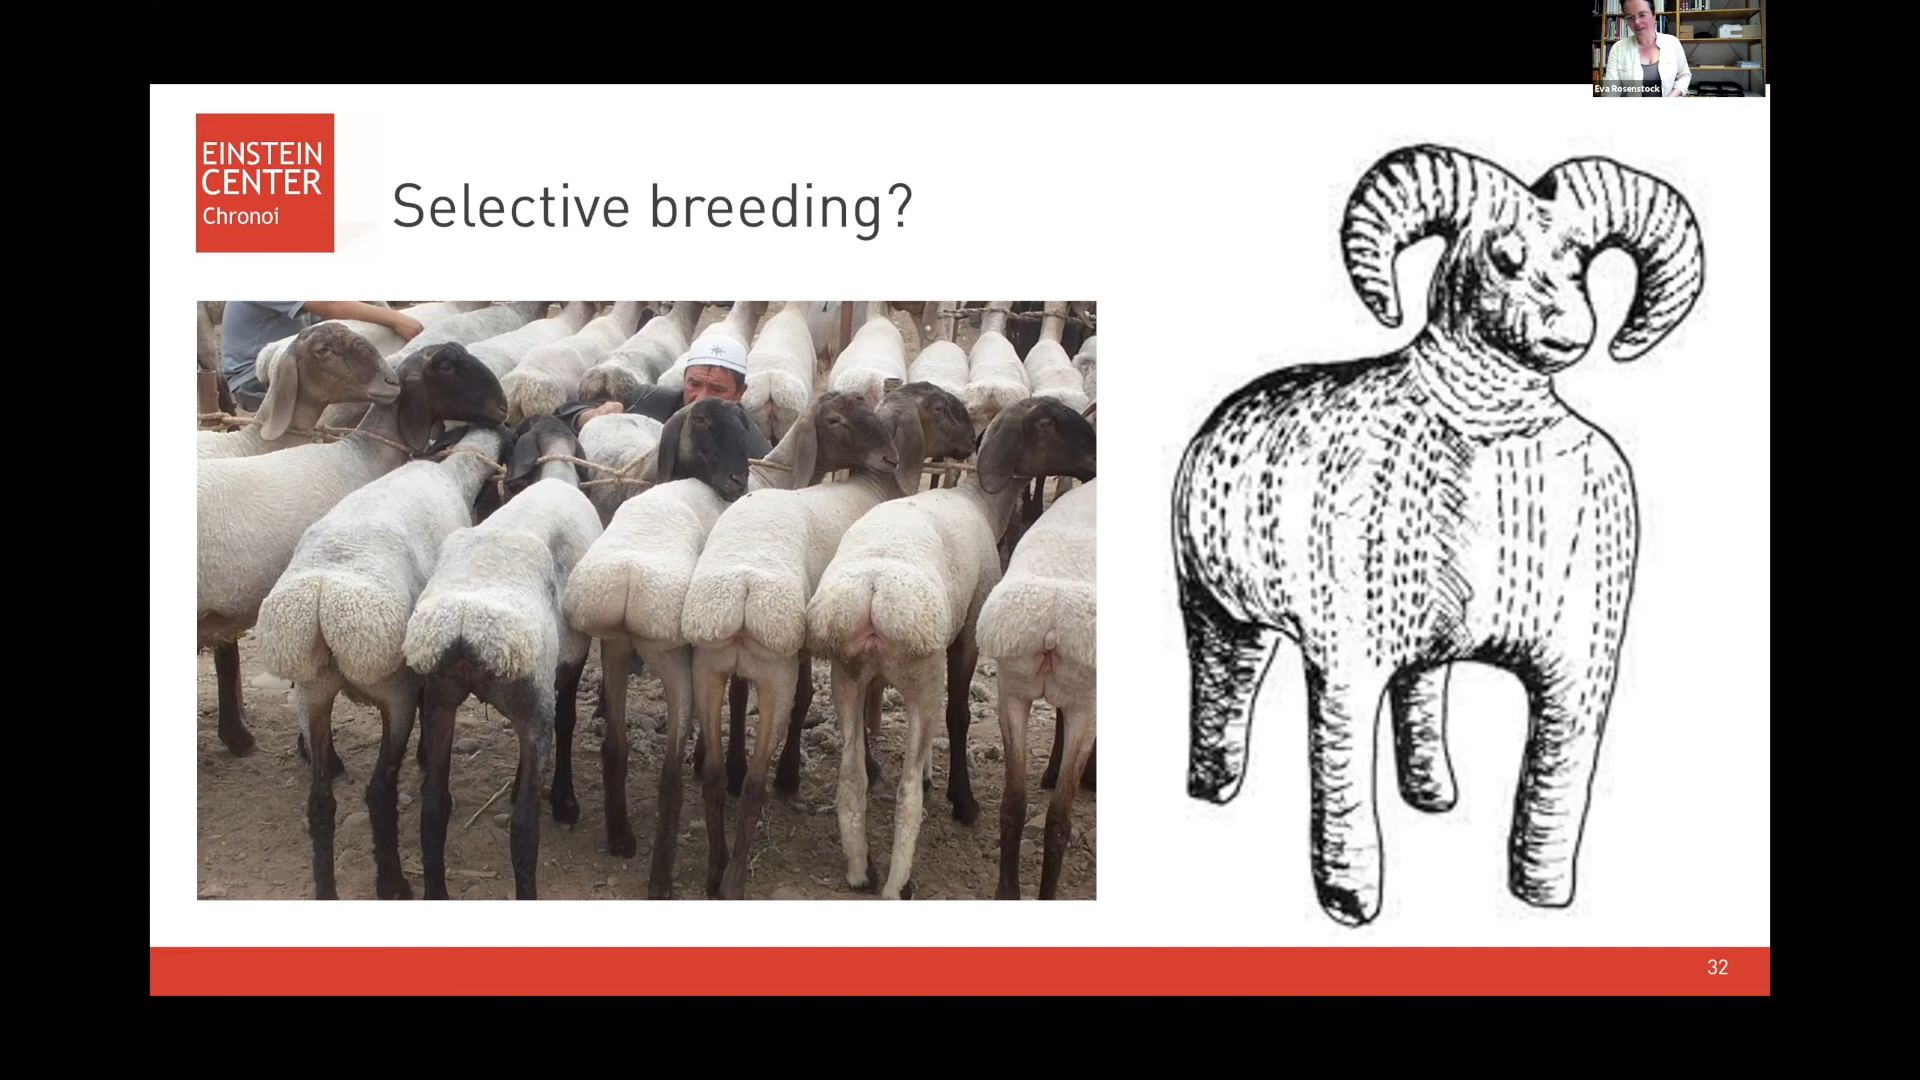 Eva Rosenstock
EINSTEIN
CENTER
Chronoi
Selective breeding?
32